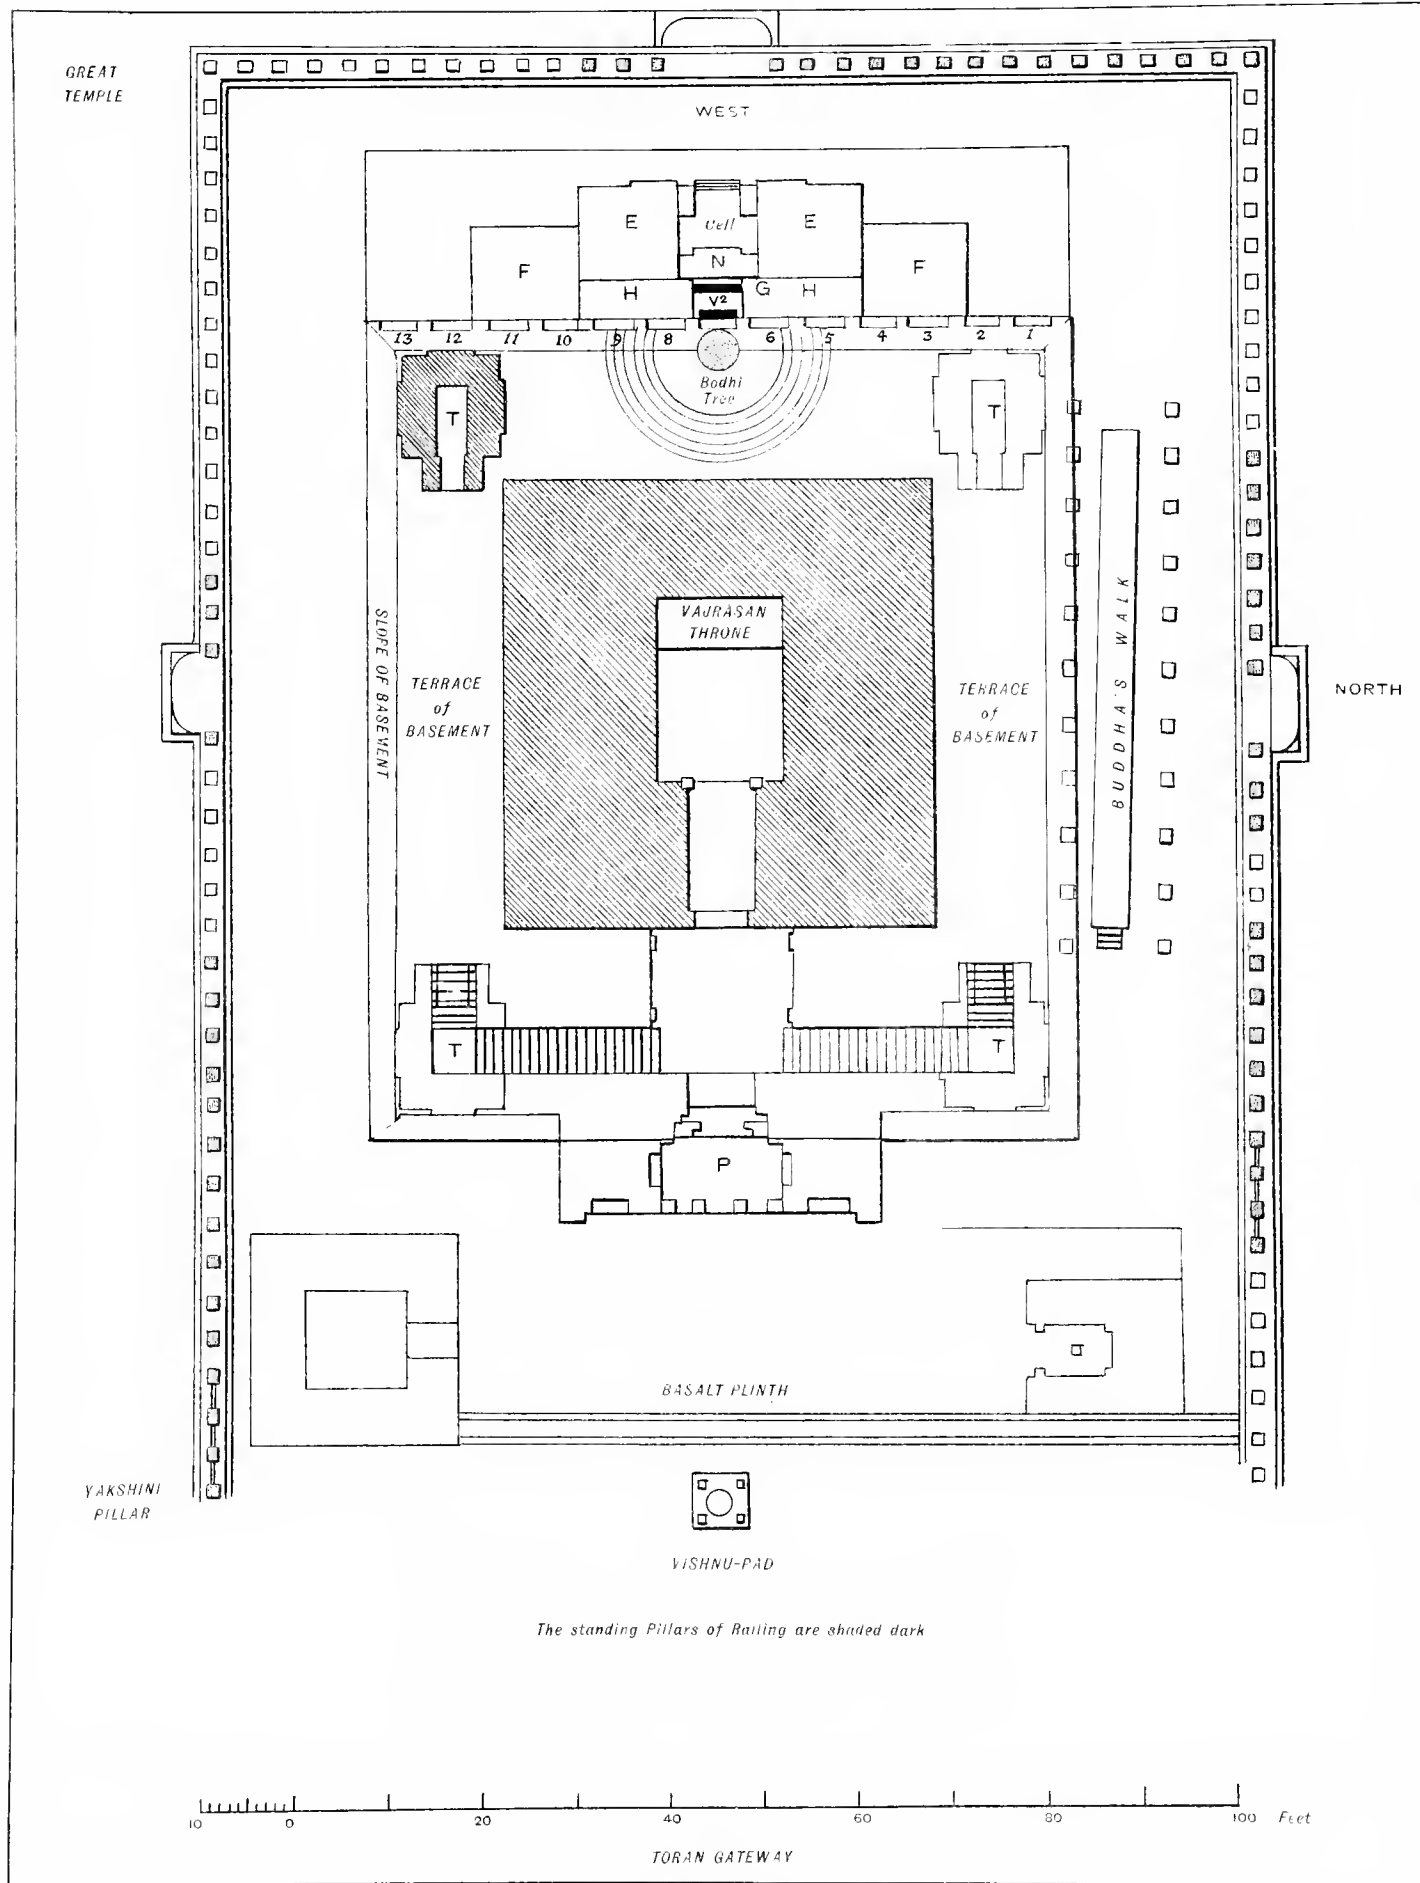 GREAT
TEMPLE
WEST
E
Cell
E
F
N
F
H
V²
G
H
13 12 11 10 9 8 6 5 4 3 2 1
Bodhi
Tree
T
T
VAJRASAN
THRONE
SLOPE OF BASEMENT
TERRACE
of
BASEMENT
TERRACE
of
BASEMENT
BUDDHA'S WALK
NORTH
T
T
P
BASALT PLINTH
YAKSHINI
PILLAR
VISHNU-PAD
The standing Pillars of Railing are shaded dark
10 0 20 40 60 80 100 Feet
TORAN GATEWAY